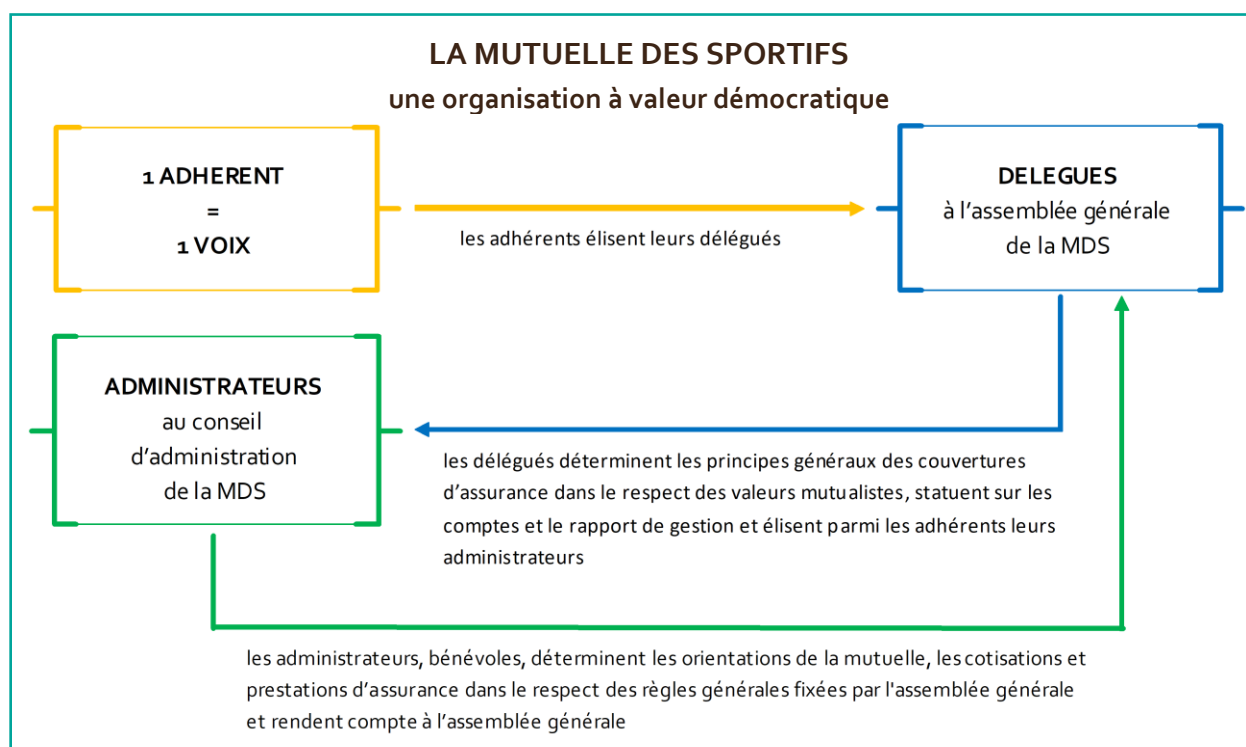 LA MUTUELLE DES SPORTIFS
une organisation à valeur démocratique
1 ADHERENT
=
1 VOIX
les adhérents élisent leurs délégués
DELEGUES
à l'assemblée générale
de la MDS
ADMINISTRATEURS
au conseil
d'administration
de la MDS
les délégués déterminent les principes généraux des couvertures
d'assurance dans le respect des valeurs mutualistes, statuent sur les
comptes et le rapport de gestion et élisent parmi les adhérents leurs
administrateurs
les administrateurs, bénévoles, déterminent les orientations de la mutuelle, les cotisations et
prestations d'assurance dans le respect des règles générales fixées par l'assemblée générale
et rendent compte à l'assemblée générale